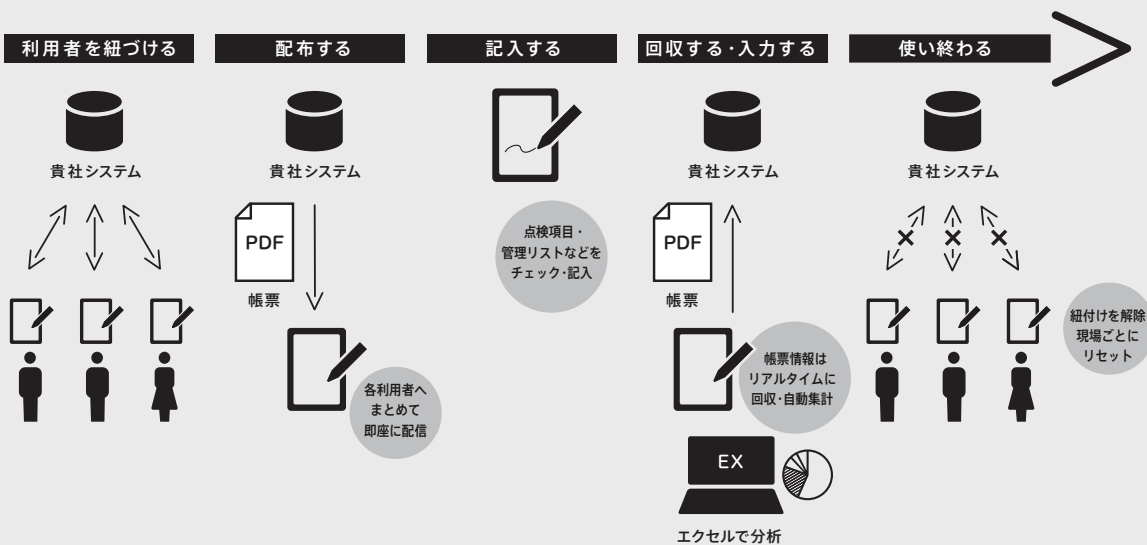 利用者を紐づける
配布する
記入する
回収する・入力する
使い終わる
貴社システム
貴社システム
PDF
帳票
各利用者へ
まとめて
即座に配信
点検項目・
管理リストなどを
チェック・記入
貴社システム
PDF
帳票
帳票情報は
リアルタイムに
回収・自動集計
EX
エクセルで分析
貴社システム
紐付けを解除
現場ごとに
リセット